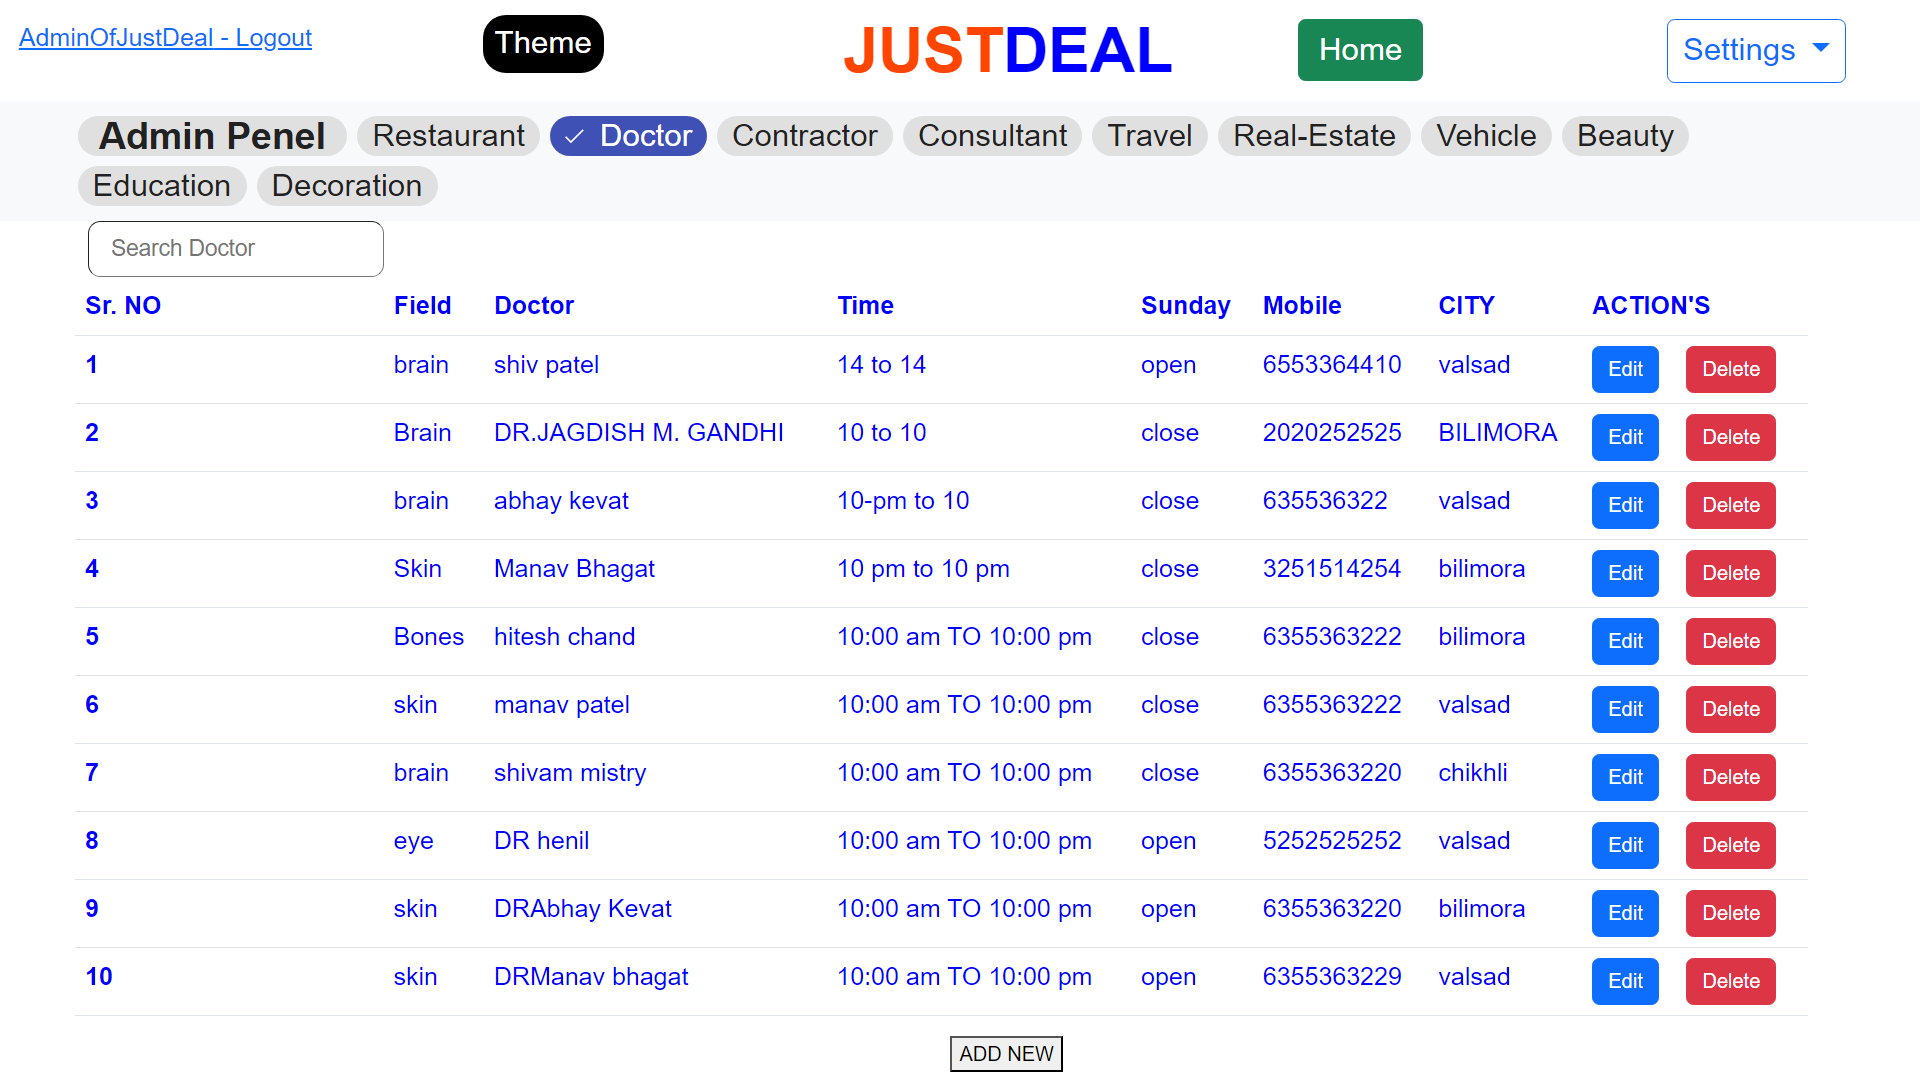 AdminOfJustDeal - Logout Theme JUSTDEAL Home Settings
Admin Penel Restaurant Doctor Contractor Consultant Travel Real-Estate Vehicle Beauty
Education Decoration
Search Doctor
Sr. NO Field Doctor Time Sunday Mobile CITY ACTION'S
1 brain shiv patel 14 to 14 open 6553364410 valsad Edit Delete
2 Brain DR.JAGDISH M. GANDHI 10 to 10 close 2020252525 BILIMORA Edit Delete
3 brain abhay kevat 10-pm to 10 close 635536322 valsad Edit Delete
4 Skin Manav Bhagat 10 pm to 10 pm close 3251514254 bilimora Edit Delete
5 Bones hitesh chand 10:00 am TO 10:00 pm close 6355363222 bilimora Edit Delete
6 skin manav patel 10:00 am TO 10:00 pm close 6355363222 valsad Edit Delete
7 brain shivam mistry 10:00 am TO 10:00 pm close 6355363220 chikhli Edit Delete
8 eye DR henil 10:00 am TO 10:00 pm open 5252525252 valsad Edit Delete
9 skin DRAbhay Kevat 10:00 am TO 10:00 pm open 6355363220 bilimora Edit Delete
10 skin DRManav bhagat 10:00 am TO 10:00 pm open 6355363229 valsad Edit Delete
ADD NEW